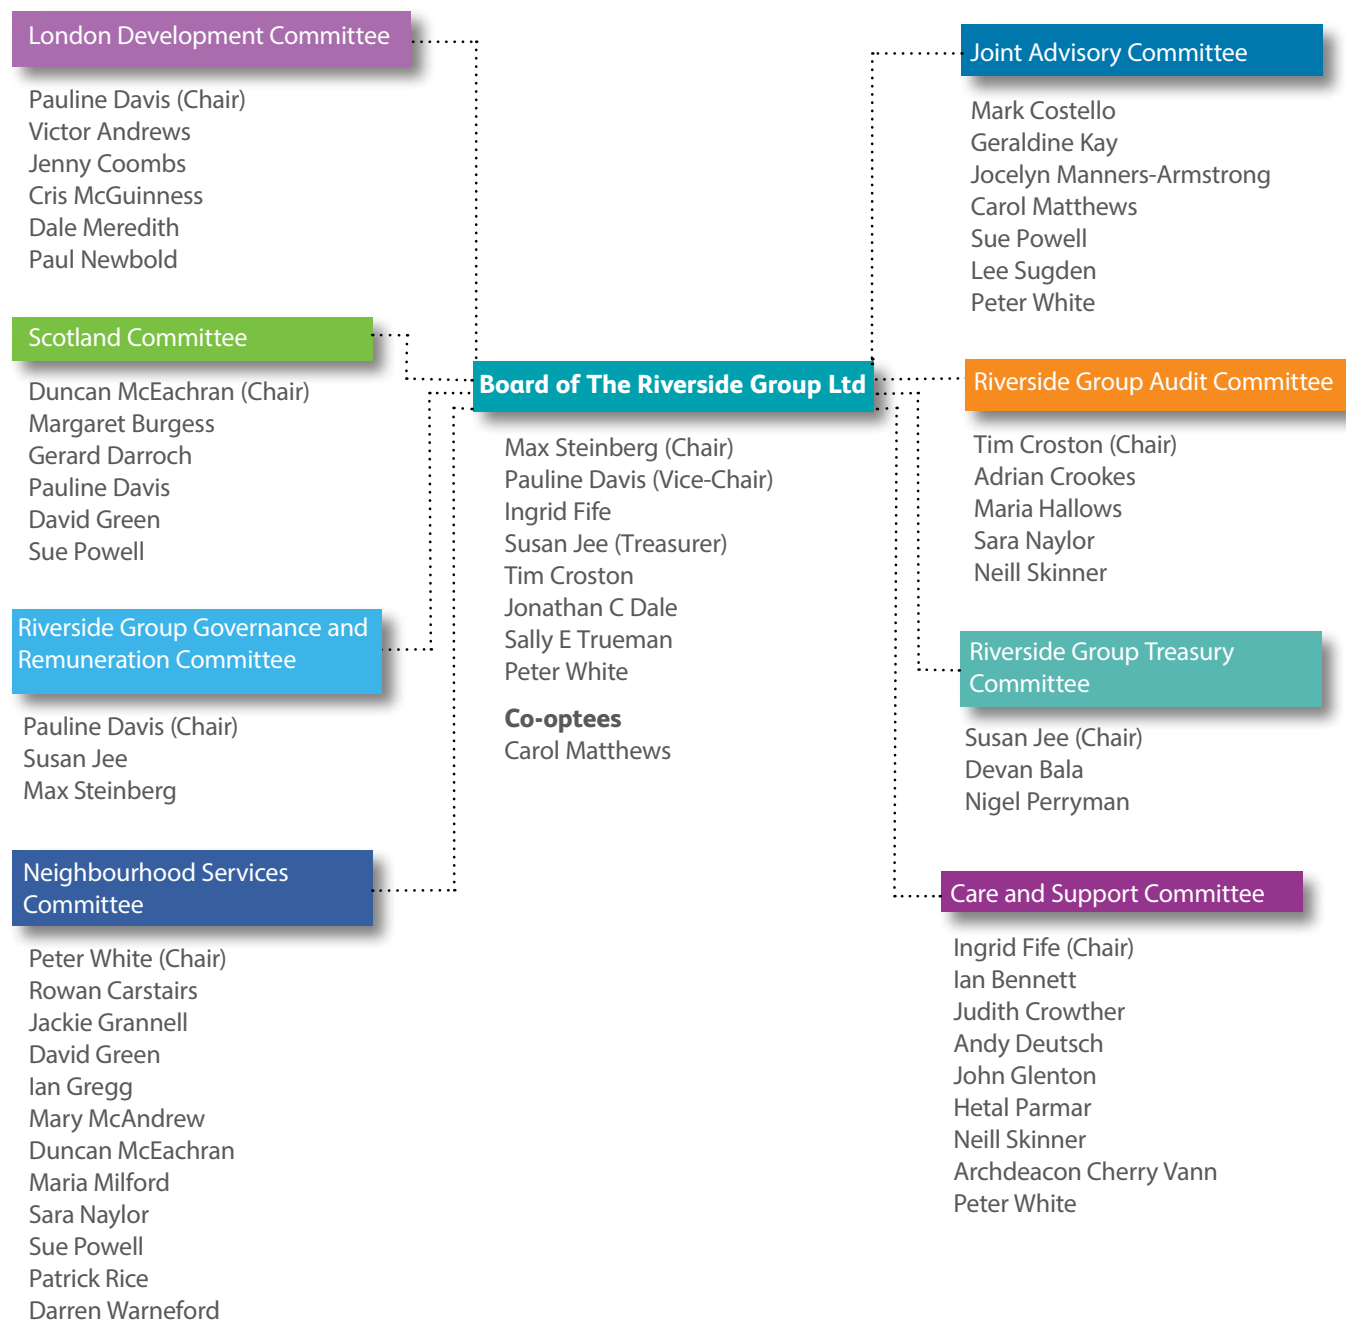 London Development Committee
Pauline Davis (Chair)
Victor Andrews
Jenny Coombs
Cris McGuinness
Dale Meredith
Paul Newbold
Scotland Committee
Duncan McEachran (Chair)
Margaret Burgess
Gerard Darroch
Pauline Davis
David Green
Sue Powell
Riverside Group Governance and
Remuneration Committee
Pauline Davis (Chair)
Susan Jee
Max Steinberg
Neighbourhood Services
Committee
Peter White (Chair)
Rowan Carstairs
Jackie Grannell
David Green
Ian Gregg
Mary McAndrew
Duncan McEachran
Maria Milford
Sara Naylor
Sue Powell
Patrick Rice
Darren Warneford
Board of The Riverside Group Ltd
Max Steinberg (Chair)
Pauline Davis (Vice-Chair)
Ingrid Fife
Susan Jee (Treasurer)
Tim Croston
Jonathan C Dale
Sally E Trueman
Peter White
Co-optees
Carol Matthews
Joint Advisory Committee
Mark Costello
Geraldine Kay
Jocelyn Manners-Armstrong
Carol Matthews
Sue Powell
Lee Sugden
Peter White
Riverside Group Audit Committee
Tim Croston (Chair)
Adrian Crookes
Maria Hallows
Sara Naylor
Neill Skinner
Riverside Group Treasury
Committee
Susan Jee (Chair)
Devan Bala
Nigel Perryman
Care and Support Committee
Ingrid Fife (Chair)
Ian Bennett
Judith Crowther
Andy Deutsch
John Glenton
Hetal Parmar
Neill Skinner
Archdeacon Cherry Vann
Peter White